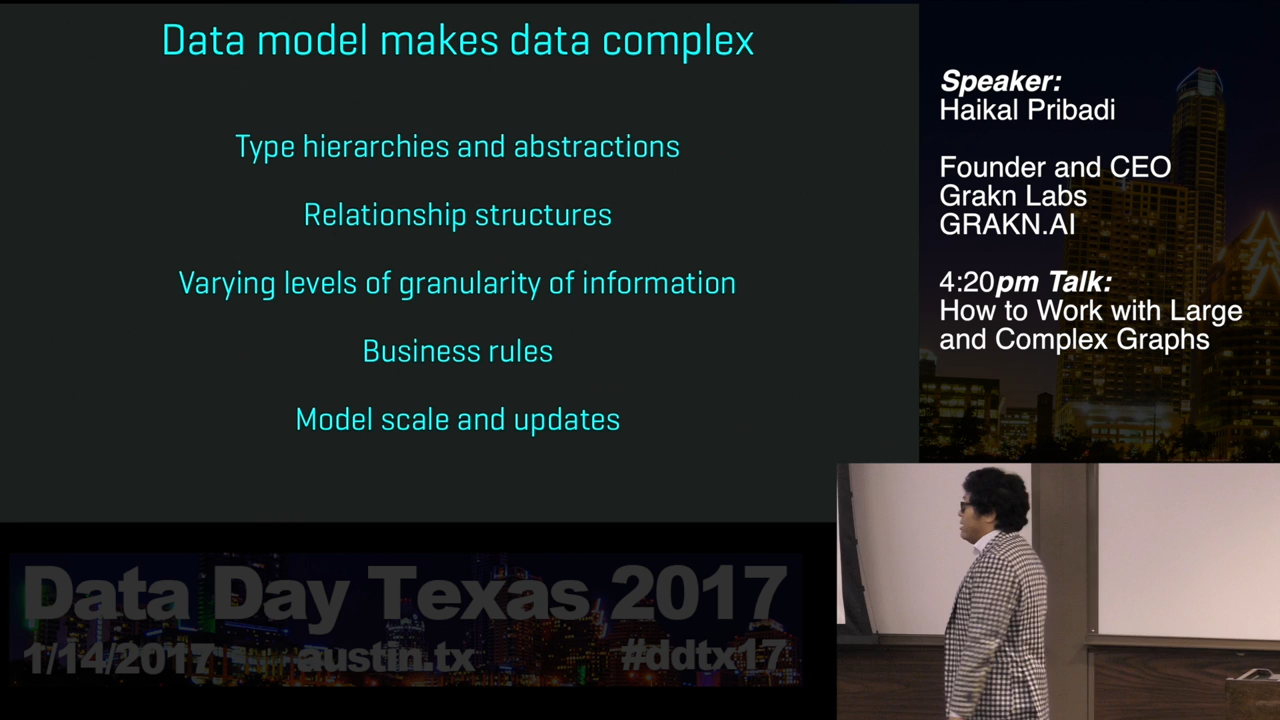 Data model makes data complex
Type hierarchies and abstractions
Relationship structures
Varying levels of granularity of information
Business rules
Model scale and updates
Speaker:
Haikal Pribadi
Founder and CEO
Grakn Labs
GRAKN.AI
4:20pm Talk:
How to Work with Large
and Complex Graphs
Data Day Texas 2017
1/14/2017 austin.tx #ddtx17